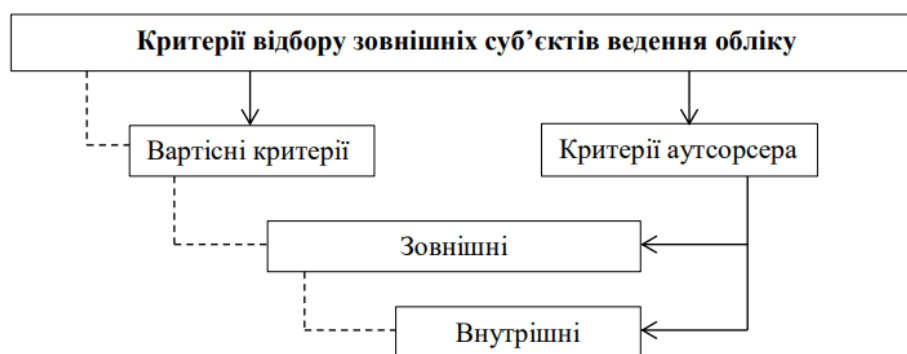 Критерії відбору зовнішніх суб’єктів ведення обліку
Вартісні критерії
Критерії аутсорсера
Зовнішні
Внутрішні